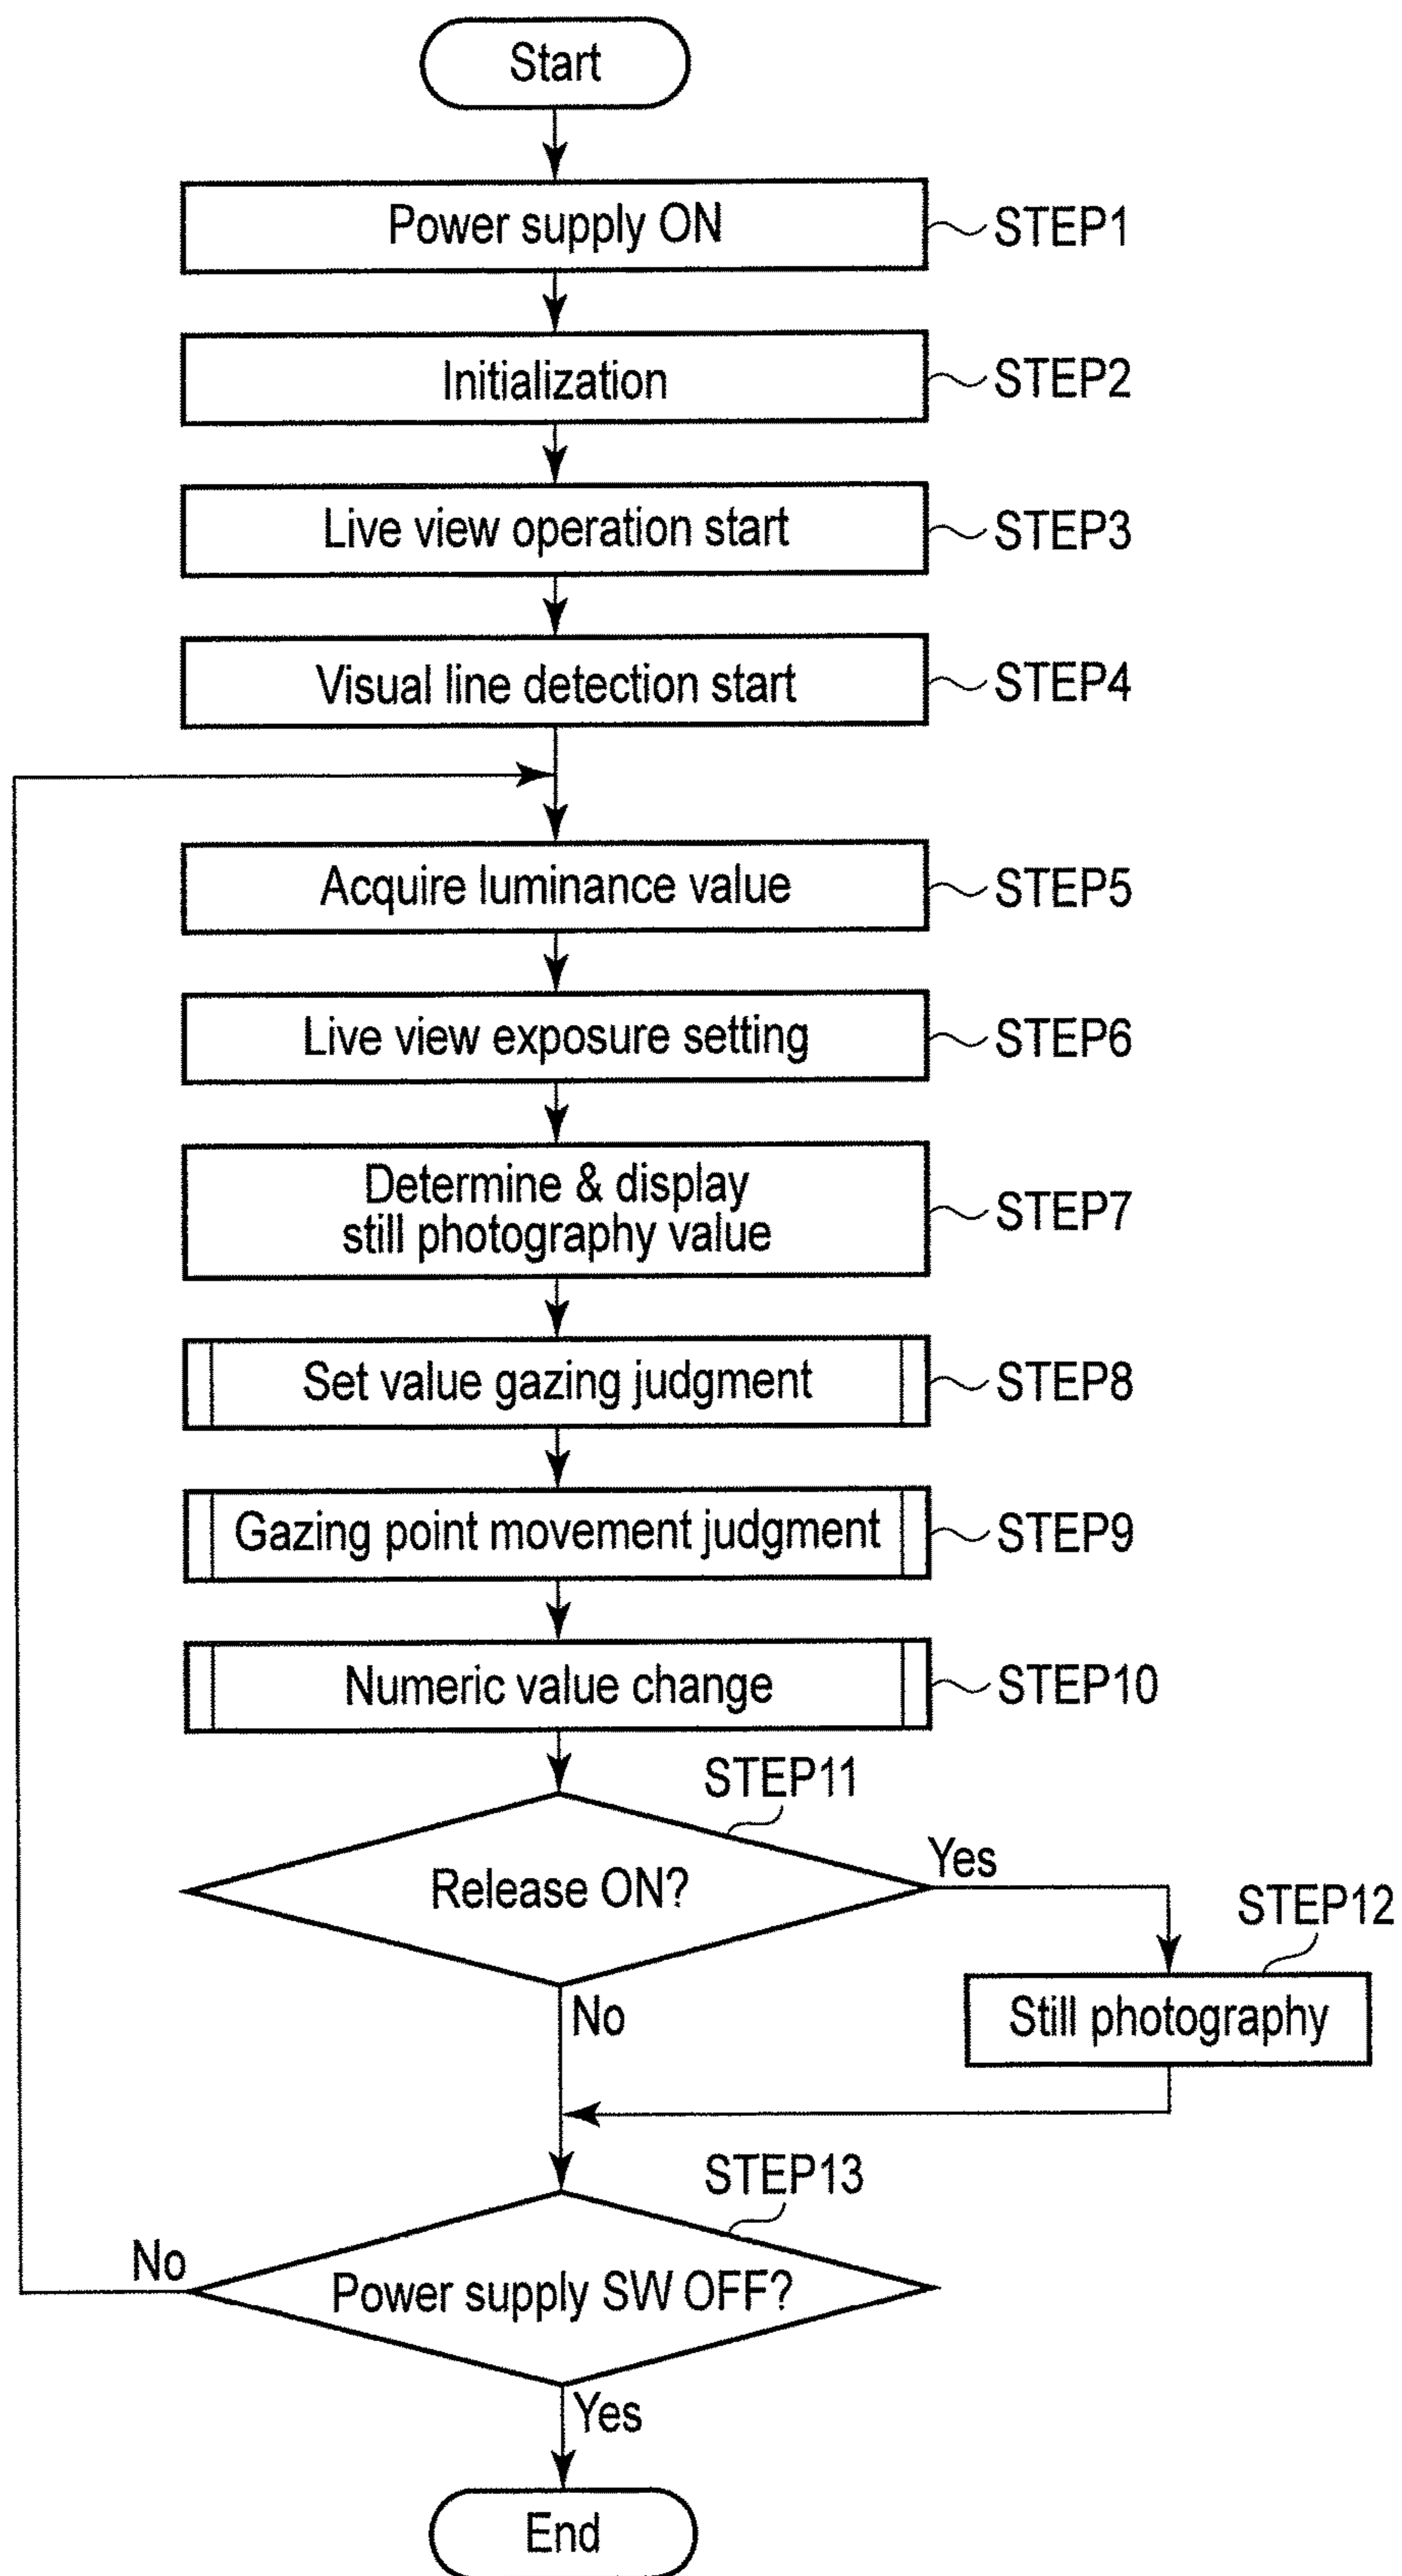 Start
Power supply ON
STEP1
Initialization
STEP2
Live view operation start
STEP3
Visual line detection start
STEP4
Acquire luminance value
STEP5
Live view exposure setting
STEP6
Determine & display
still photography value
STEP7
Set value gazing judgment
STEP8
Gazing point movement judgment
STEP9
Numeric value change
STEP10
STEP11
Release ON?
Yes
STEP12
Still photography
No
STEP13
No
Power supply SW OFF?
Yes
End